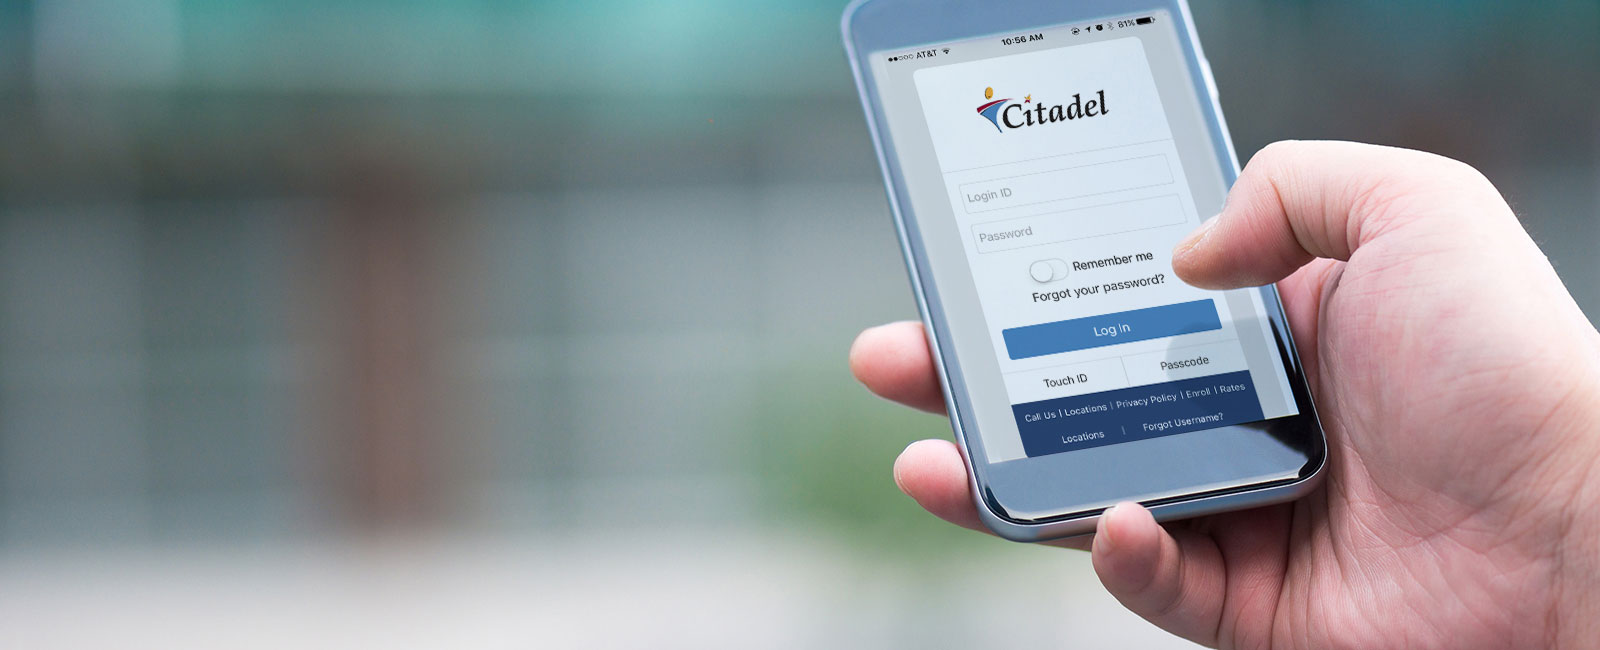 AT&T 10:56 AM 81%
Citadel
Login ID
Password
Remember me
Forgot your password?
Log In
Touch ID Passcode
Call Us | Locations | Privacy Policy | Enroll | Rates
Locations | Forgot Username?